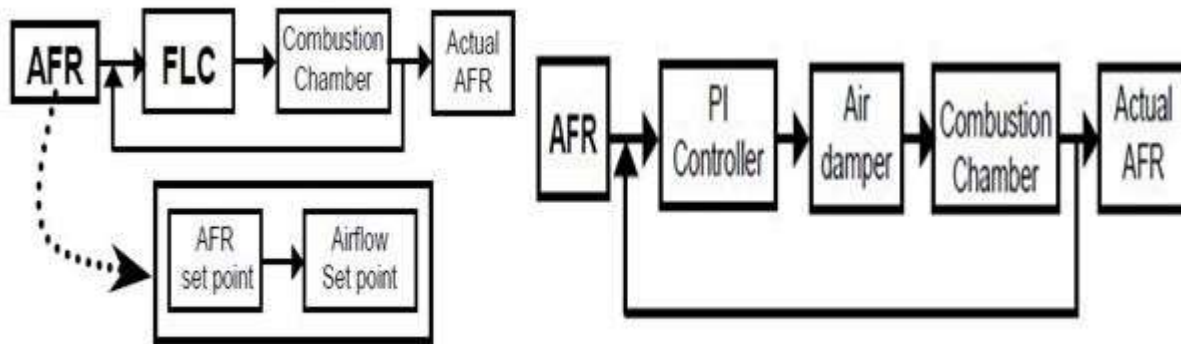 AFR
FLC
Combustion
Chamber
Actual
AFR
AFR
set point
Airflow
Set point
AFR
PI
Controller
Air
damper
Combustion
Chamber
Actual
AFR